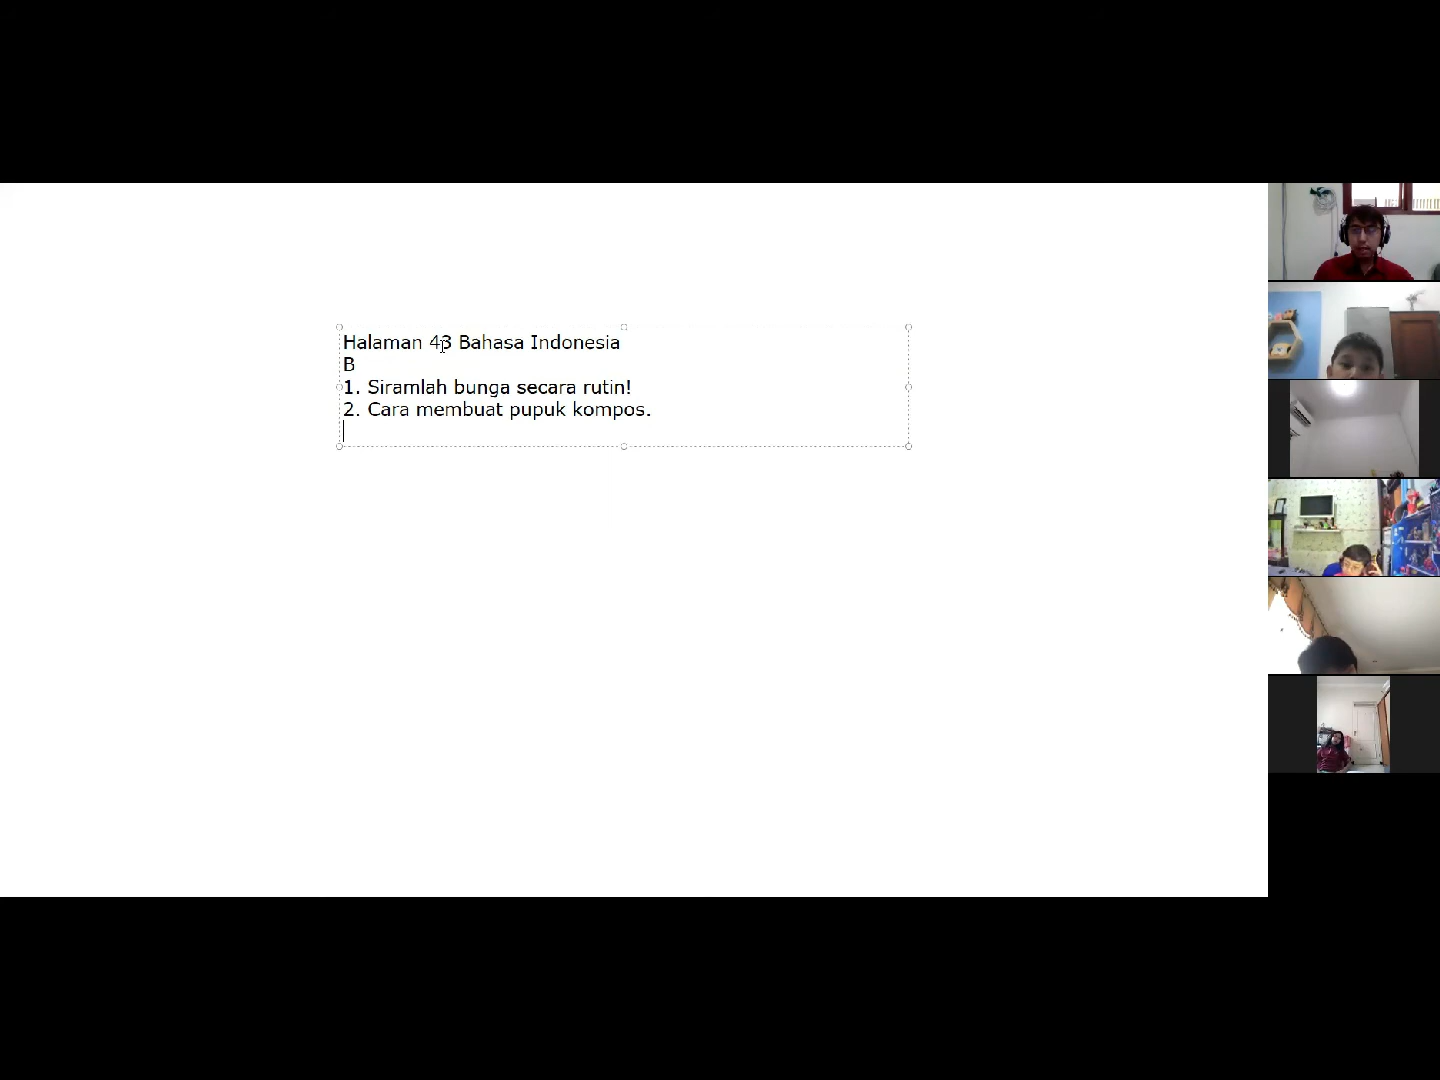 Halaman 43 Bahasa Indonesia
B
1. Siramlah bunga secara rutin!
2. Cara membuat pupuk kompos.